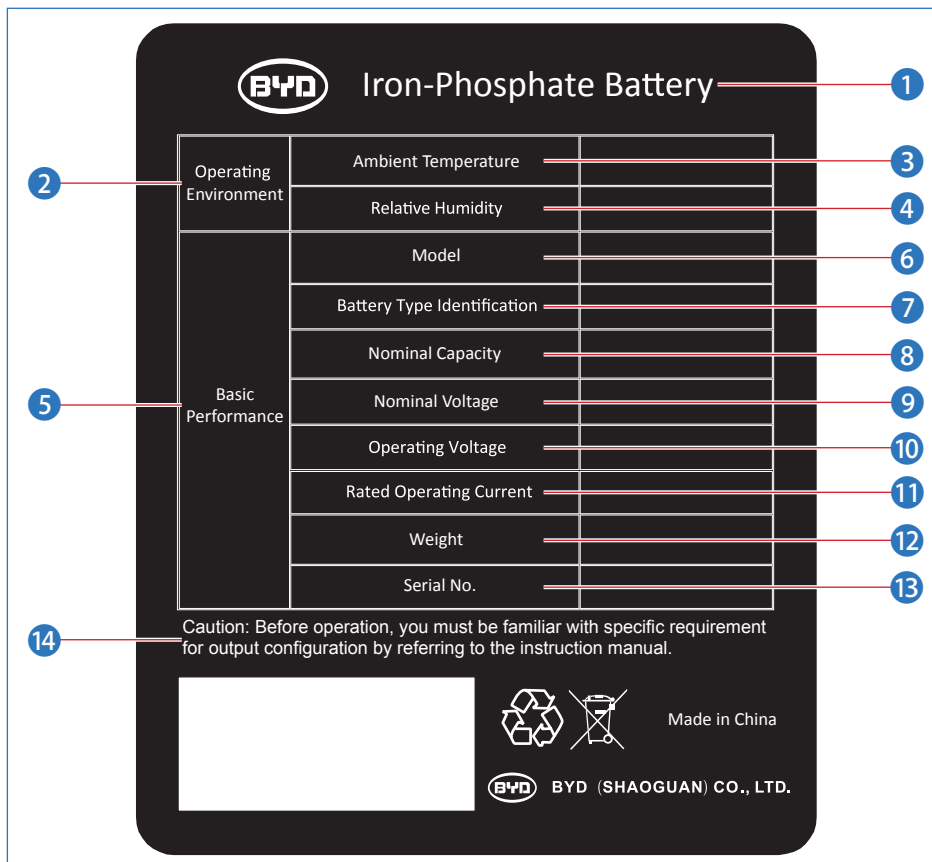 BYD Iron-Phosphate Battery 1
2 Operating Environment
Ambient Temperature 3
Relative Humidity 4
5 Basic Performance
Model 6
Battery Type Identification 7
Nominal Capacity 8
Nominal Voltage 9
Operating Voltage 10
Rated Operating Current 11
Weight 12
Serial No. 13
14 Caution: Before operation, you must be familiar with specific requirement
for output configuration by referring to the instruction manual.
Made in China
BYD BYD (SHAOGUAN) CO., LTD.